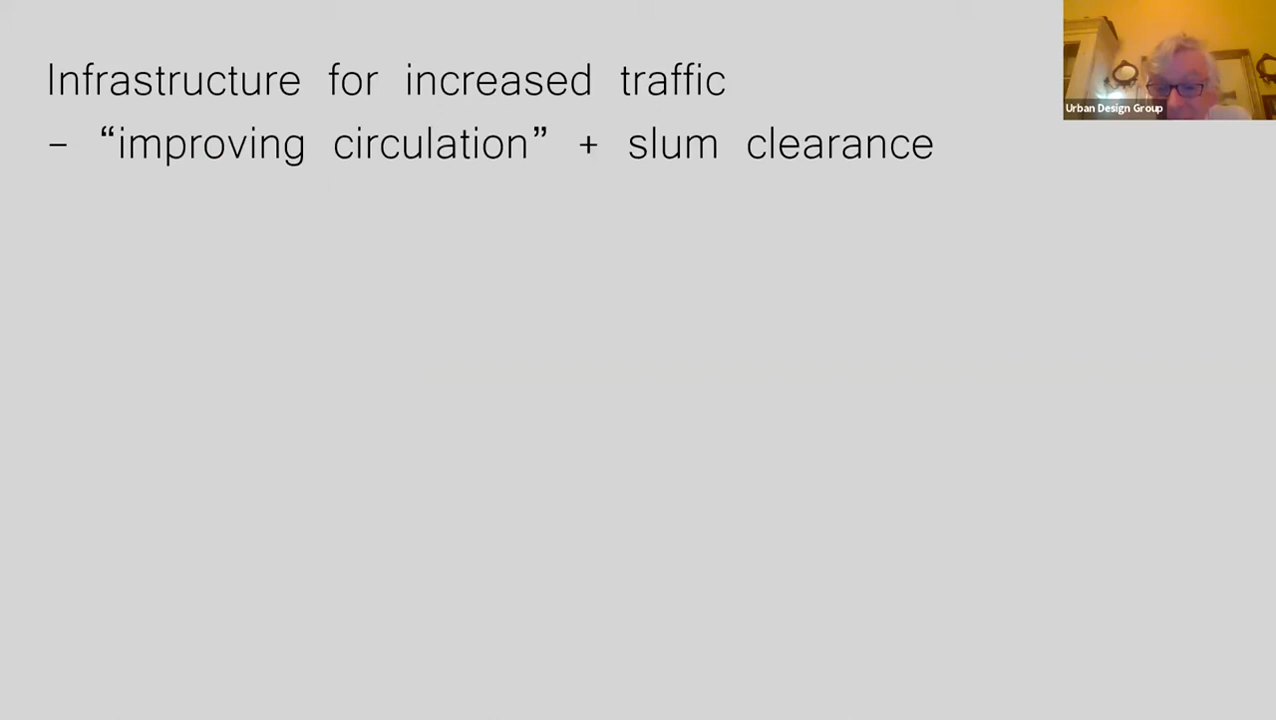 Infrastructure for increased traffic
- “improving circulation” + slum clearance
Urban Design Group